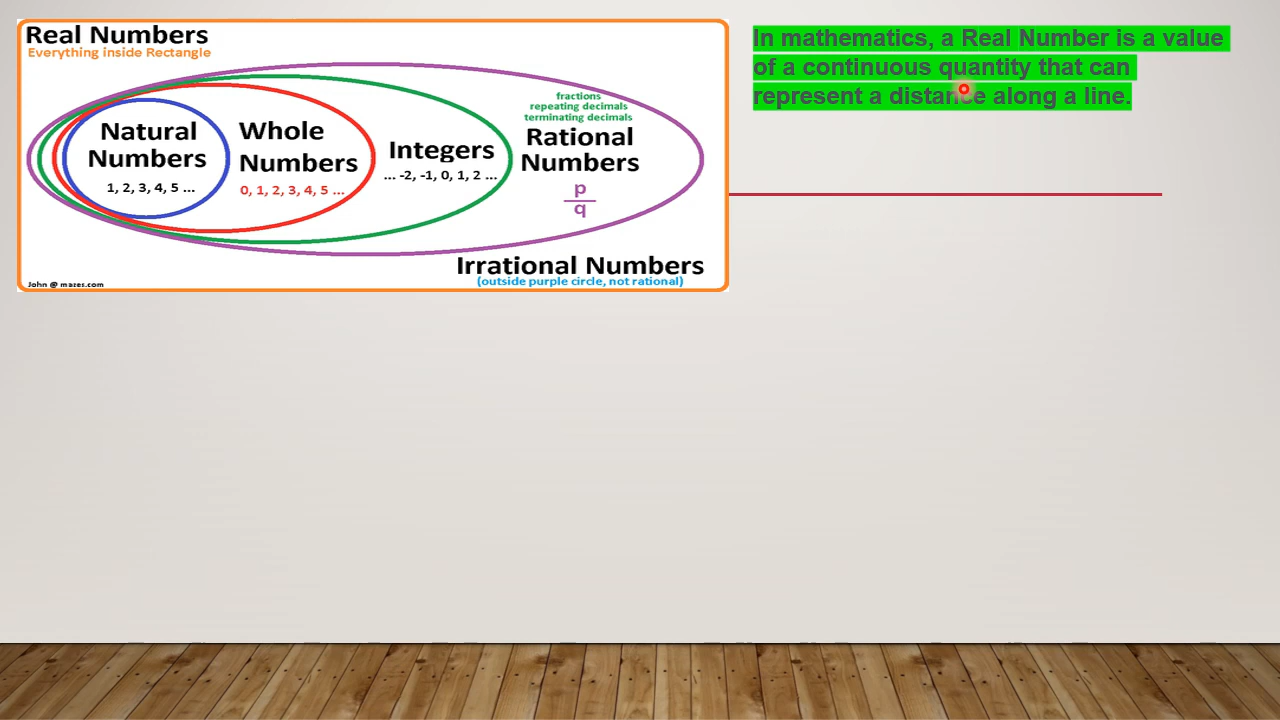 Real Numbers
Everything inside Rectangle
Natural
Numbers
1, 2, 3, 4, 5 ...
Whole
Numbers
0, 1, 2, 3, 4, 5 ...
Integers
... -2, -1, 0, 1, 2 ...
fractions
repeating decimals
terminating decimals
Rational
Numbers
p
q
Irrational Numbers
(outside purple circle, not rational)
John @ mazes.com
In mathematics, a Real Number is a value
of a continuous quantity that can
represent a distance along a line.